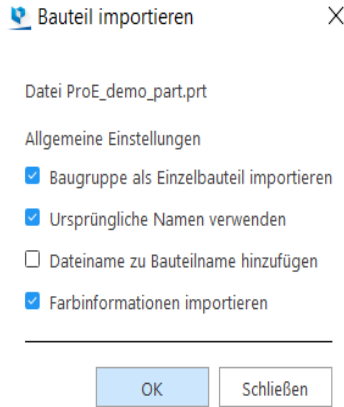 Bauteil importieren
Datei ProE_demo_part.prt
Allgemeine Einstellungen
Baugruppe als Einzelbauteil importieren
Ursprüngliche Namen verwenden
Dateiname zu Bauteilname hinzufügen
Farbinformationen importieren
OK Schließen